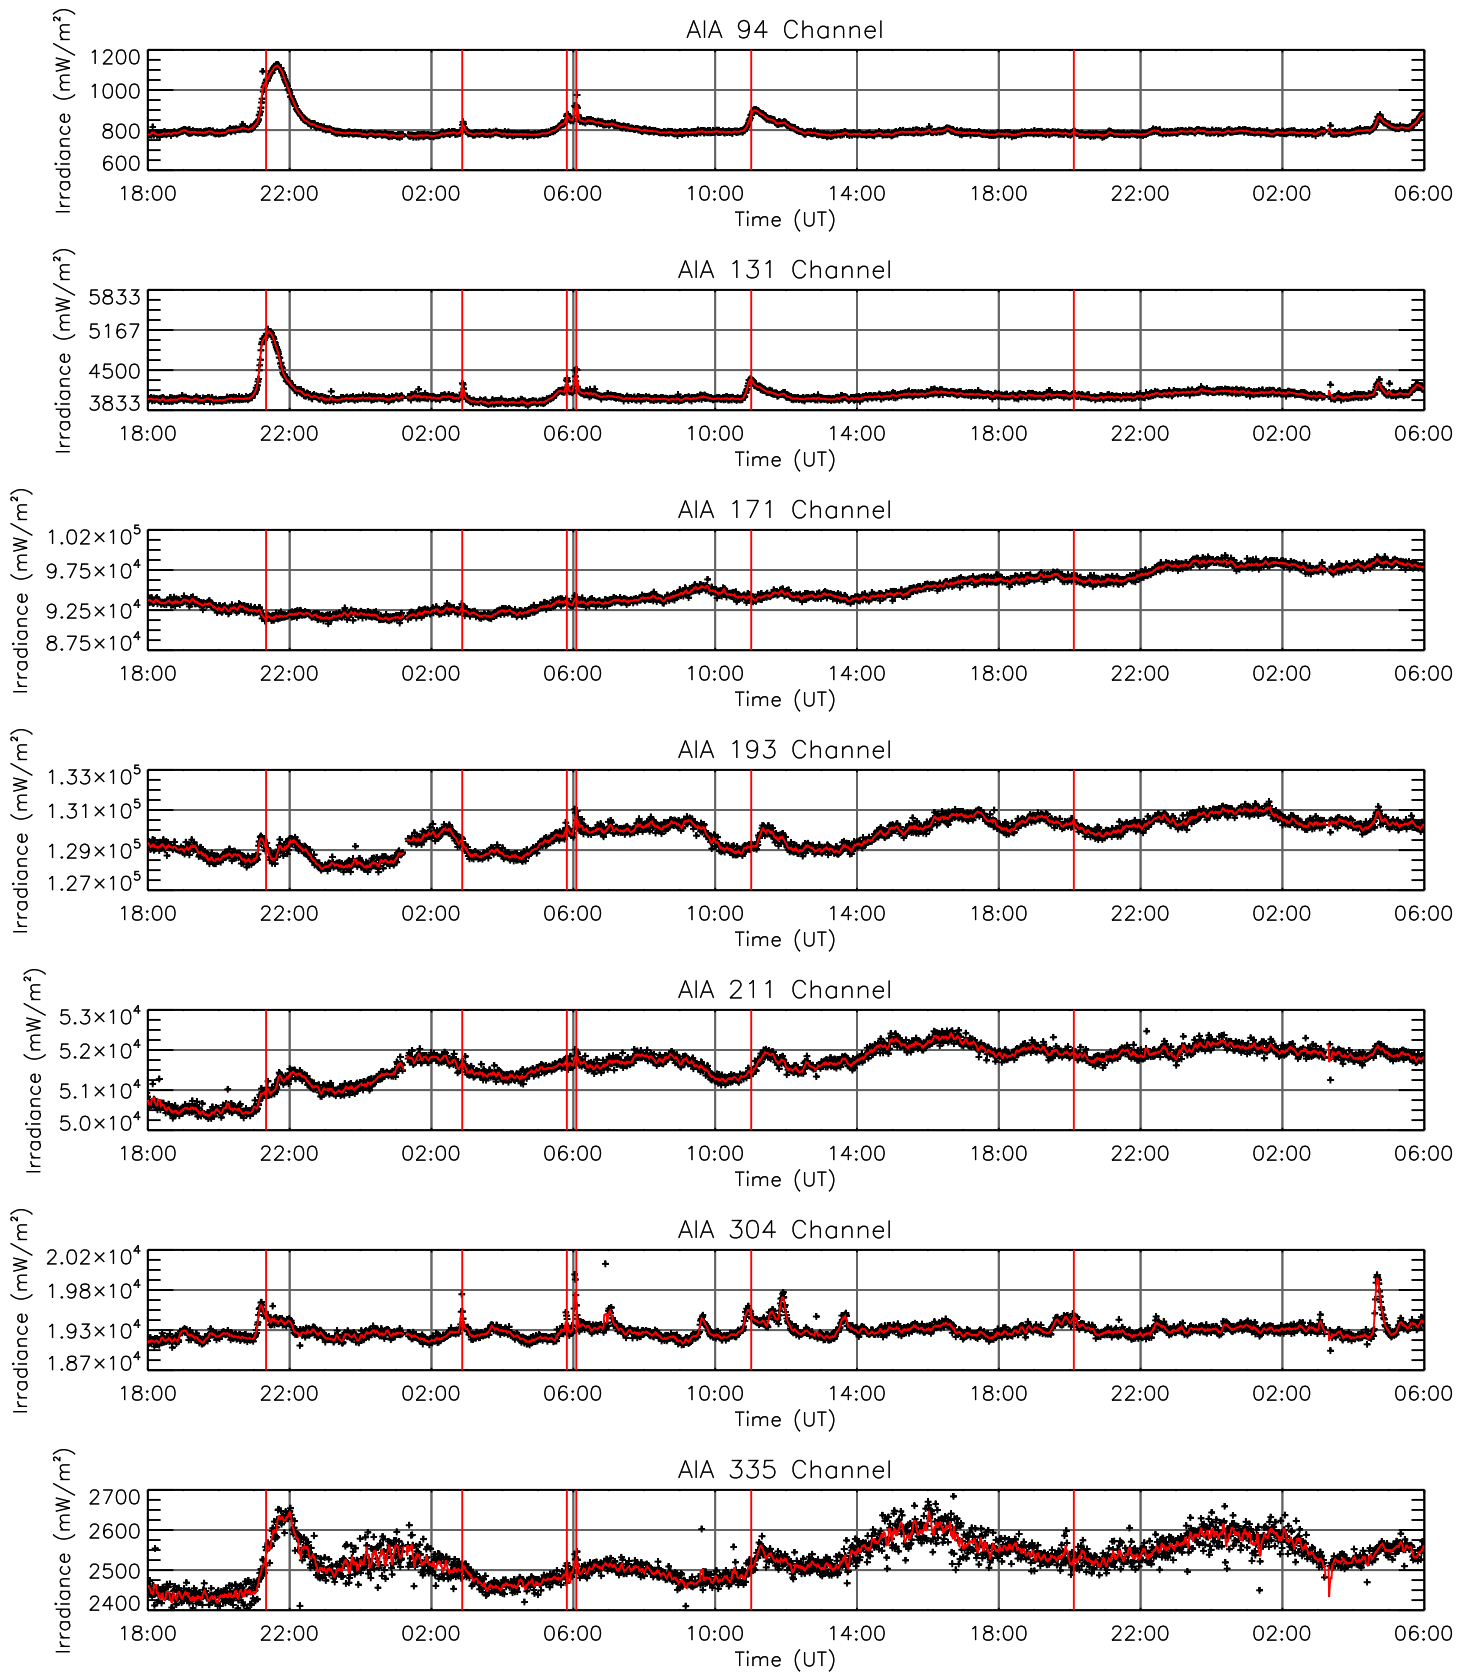 AIA 94 Channel
Irradiance (mW/m²)
1200
1000
800
600
18:00 22:00 02:00 06:00 10:00 14:00 18:00 22:00 02:00 06:00
Time (UT)
AIA 131 Channel
Irradiance (mW/m²)
5833
5167
4500
3833
18:00 22:00 02:00 06:00 10:00 14:00 18:00 22:00 02:00 06:00
Time (UT)
AIA 171 Channel
Irradiance (mW/m²)
1.02×10⁵
9.75×10⁴
9.25×10⁴
8.75×10⁴
18:00 22:00 02:00 06:00 10:00 14:00 18:00 22:00 02:00 06:00
Time (UT)
AIA 193 Channel
Irradiance (mW/m²)
1.33×10⁵
1.31×10⁵
1.29×10⁵
1.27×10⁵
18:00 22:00 02:00 06:00 10:00 14:00 18:00 22:00 02:00 06:00
Time (UT)
AIA 211 Channel
Irradiance (mW/m²)
5.3×10⁴
5.2×10⁴
5.1×10⁴
5.0×10⁴
18:00 22:00 02:00 06:00 10:00 14:00 18:00 22:00 02:00 06:00
Time (UT)
AIA 304 Channel
Irradiance (mW/m²)
2.02×10⁴
1.98×10⁴
1.93×10⁴
1.87×10⁴
18:00 22:00 02:00 06:00 10:00 14:00 18:00 22:00 02:00 06:00
Time (UT)
AIA 335 Channel
Irradiance (mW/m²)
2700
2600
2500
2400
18:00 22:00 02:00 06:00 10:00 14:00 18:00 22:00 02:00 06:00
Time (UT)